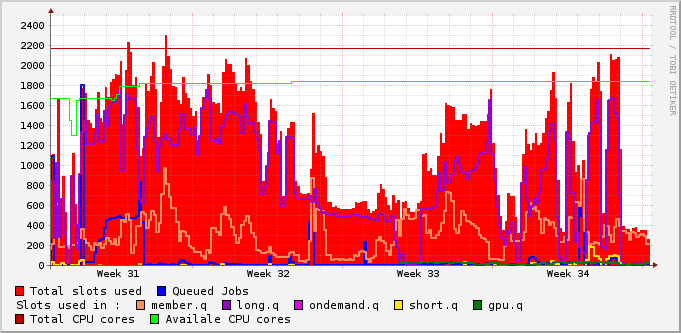 2400
2200
2000
1800
1600
1400
1200
1000
800
600
400
200
0
Week 31 Week 32 Week 33 Week 34
RRDTOOL / TOBI OETIKER
Total slots used Queued Jobs
Slots used in : member.q long.q ondemand.q short.q gpu.q
Total CPU cores Availale CPU cores